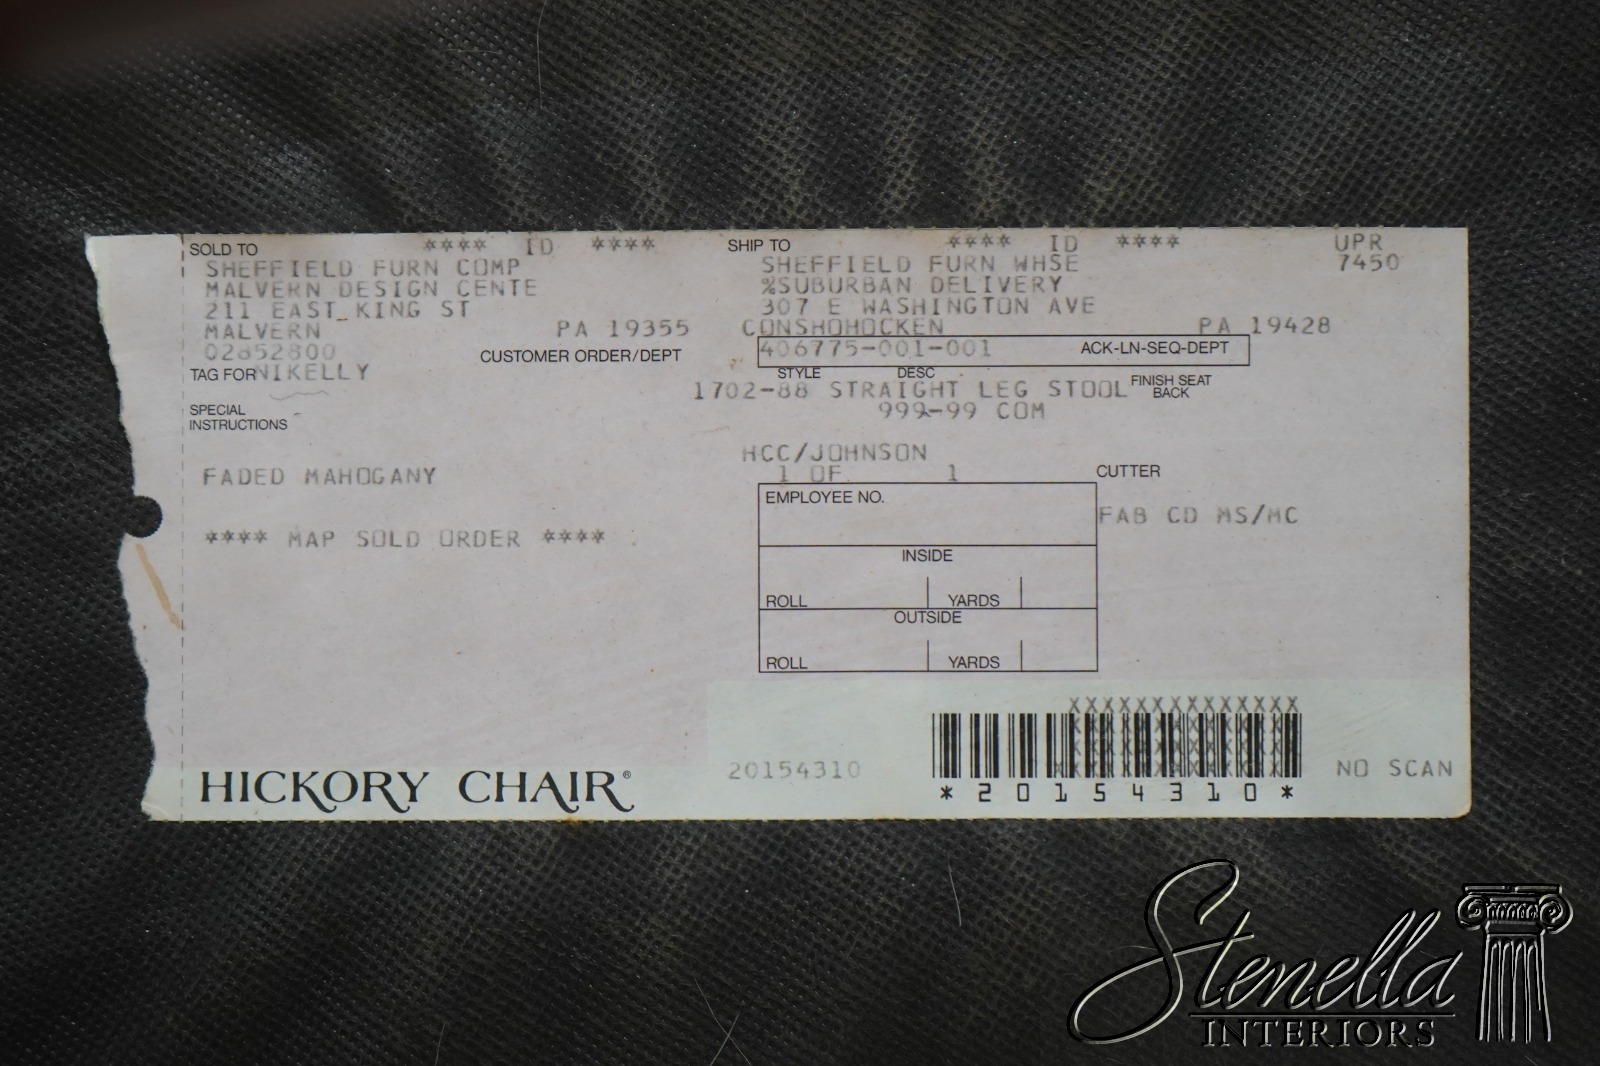 SOLD TO **** ID ****
SHEFFIELD FURN COMP
MALVERN DESIGN CENTE
211 EAST KING ST
MALVERN PA 19355
02852800 CUSTOMER ORDER/DEPT
TAG FOR NIKELLY
SPECIAL
INSTRUCTIONS
FADED MAHOGANY
**** MAP SOLD ORDER ****
SHIP TO **** ID **** UPR
SHEFFIELD FURN WHSE 7450
%SUBURBAN DELIVERY
307 E WASHINGTON AVE
CONSHOHOCKEN PA 19428
406775-001-001 ACK-LN-SEQ-DEPT
STYLE DESC FINISH SEAT
BACK
1702-88 STRAIGHT LEG STOOL
999-99 COM
HCC/JOHNSON
1 OF 1 CUTTER
EMPLOYEE NO.
FAB CD MS/MC
INSIDE
ROLL YARDS
OUTSIDE
ROLL YARDS
XXXXXXXXXXXXXX
HICKORY CHAIR®
20154310 NO SCAN
*20154310*
Stenella
INTERIORS